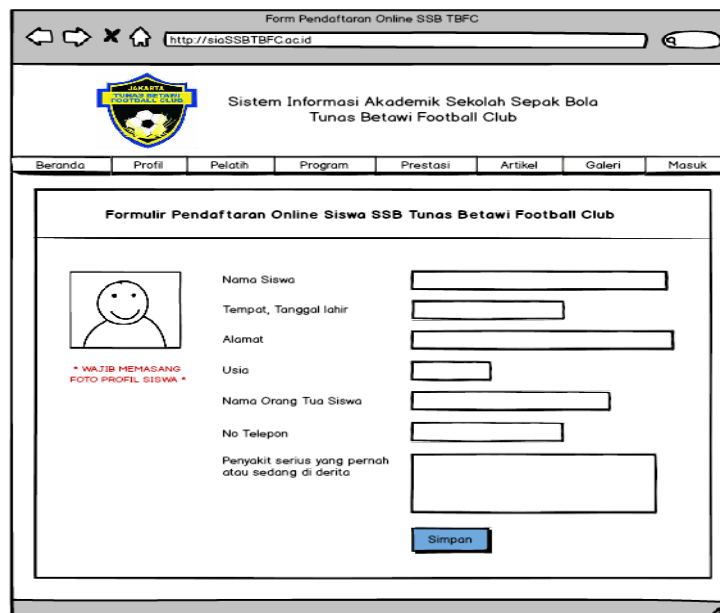 Form Pendaftaran Online SSB TBFC
http://siaSSBTBFC.ac.id
JAKARTA
TUNAS BETAWI
FOOTBALL CLUB
Sistem Informasi Akademik Sekolah Sepak Bola
Tunas Betawi Football Club
Beranda Profil Pelatih Program Prestasi Artikel Galeri Masuk
Formulir Pendaftaran Online Siswa SSB Tunas Betawi Football Club
Nama Siswa
Tempat, Tanggal lahir
Alamat
* WAJIB MEMASANG
FOTO PROFIL SISWA *
Usia
Nama Orang Tua Siswa
No Telepon
Penyakit serius yang pernah
atau sedang di derita
Simpan